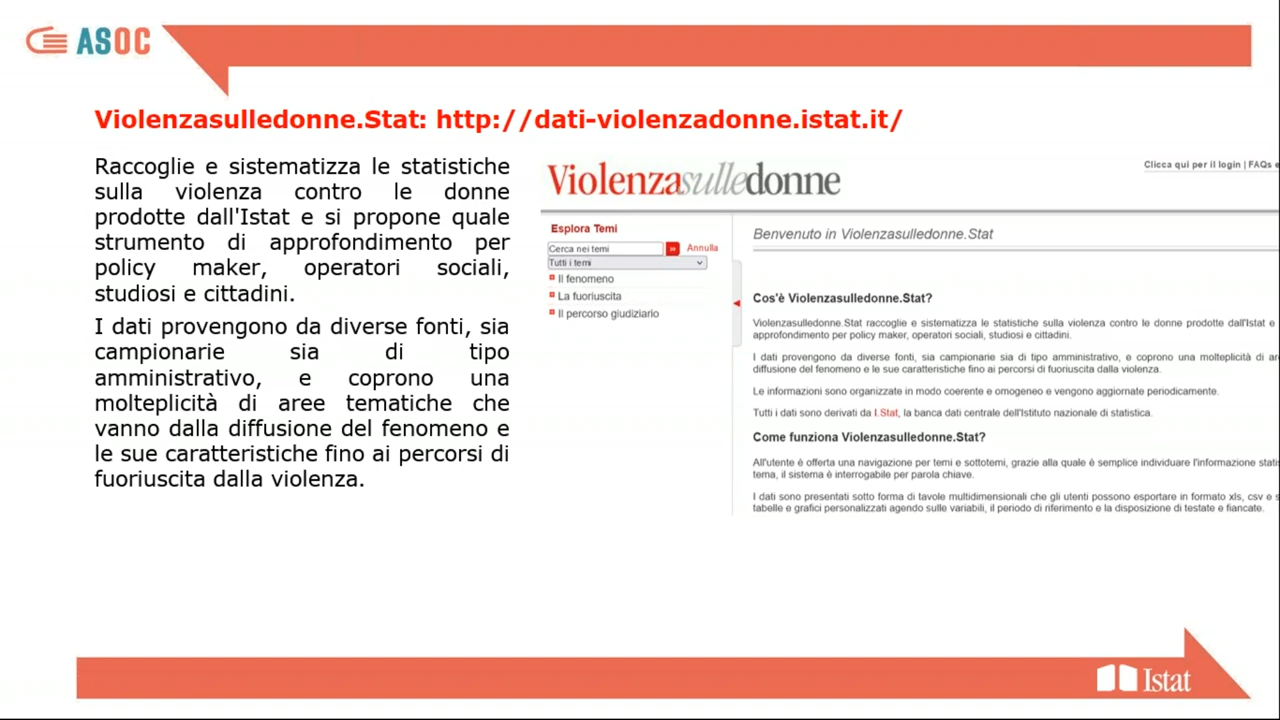 ASOC
Violenzasulledonne.Stat: http://dati-violenzadonne.istat.it/
Raccoglie e sistematizza le statistiche
sulla violenza contro le donne
prodotte dall'Istat e si propone quale
strumento di approfondimento per
policy maker, operatori sociali,
studiosi e cittadini.
I dati provengono da diverse fonti, sia
campionarie sia di tipo
amministrativo, e coprono una
molteplicità di aree tematiche che
vanno dalla diffusione del fenomeno e
le sue caratteristiche fino ai percorsi di
fuoriuscita dalla violenza.
Clicca qui per il login | FAQs e
Violenzasulledonne
Esplora Temi
Cerca nei temi » Annulla
Tutti i temi
Il fenomeno
La fuoriuscita
Il percorso giudiziario
Benvenuto in Violenzasulledonne.Stat
Cos'è Violenzasulledonne.Stat?
Violenzasulledonne.Stat raccoglie e sistematizza le statistiche sulla violenza contro le donne prodotte dall'Istat e
approfondimento per policy maker, operatori sociali, studiosi e cittadini.
I dati provengono da diverse fonti, sia campionarie sia di tipo amministrativo, e coprono una molteplicità di
diffusione del fenomeno e le sue caratteristiche fino ai percorsi di fuoriuscita dalla violenza.
Le informazioni sono organizzate in modo coerente e omogeneo e vengono aggiornate periodicamente.
Tutti i dati sono derivati da I.Stat, la banca dati centrale dell'Istituto nazionale di statistica.
Come funziona Violenzasulledonne.Stat?
All'utente è offerta una navigazione per temi e sottotemi, grazie alla quale è semplice individuare l'informazione
tema, il sistema è interrogabile per parola chiave.
I dati sono presentati sotto forma di tavole multidimensionali che gli utenti possono esportare in formato xls, csv e
tabelle e grafici personalizzati agendo sulle variabili, il periodo di riferimento e la disposizione di testate e fiancate.
Istat